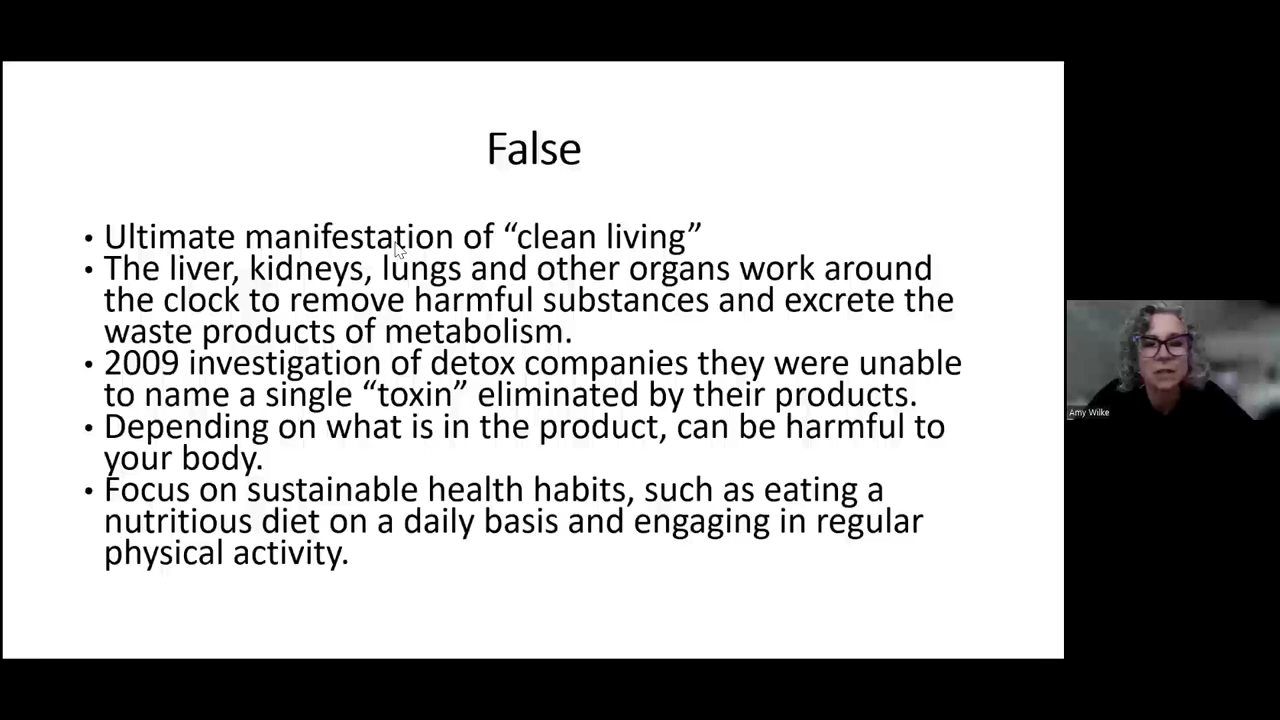 False
• Ultimate manifestation of “clean living”
• The liver, kidneys, lungs and other organs work around
the clock to remove harmful substances and excrete the
waste products of metabolism.
• 2009 investigation of detox companies they were unable
to name a single “toxin” eliminated by their products.
• Depending on what is in the product, can be harmful to
your body.
• Focus on sustainable health habits, such as eating a
nutritious diet on a daily basis and engaging in regular
physical activity.
Amy Wilke